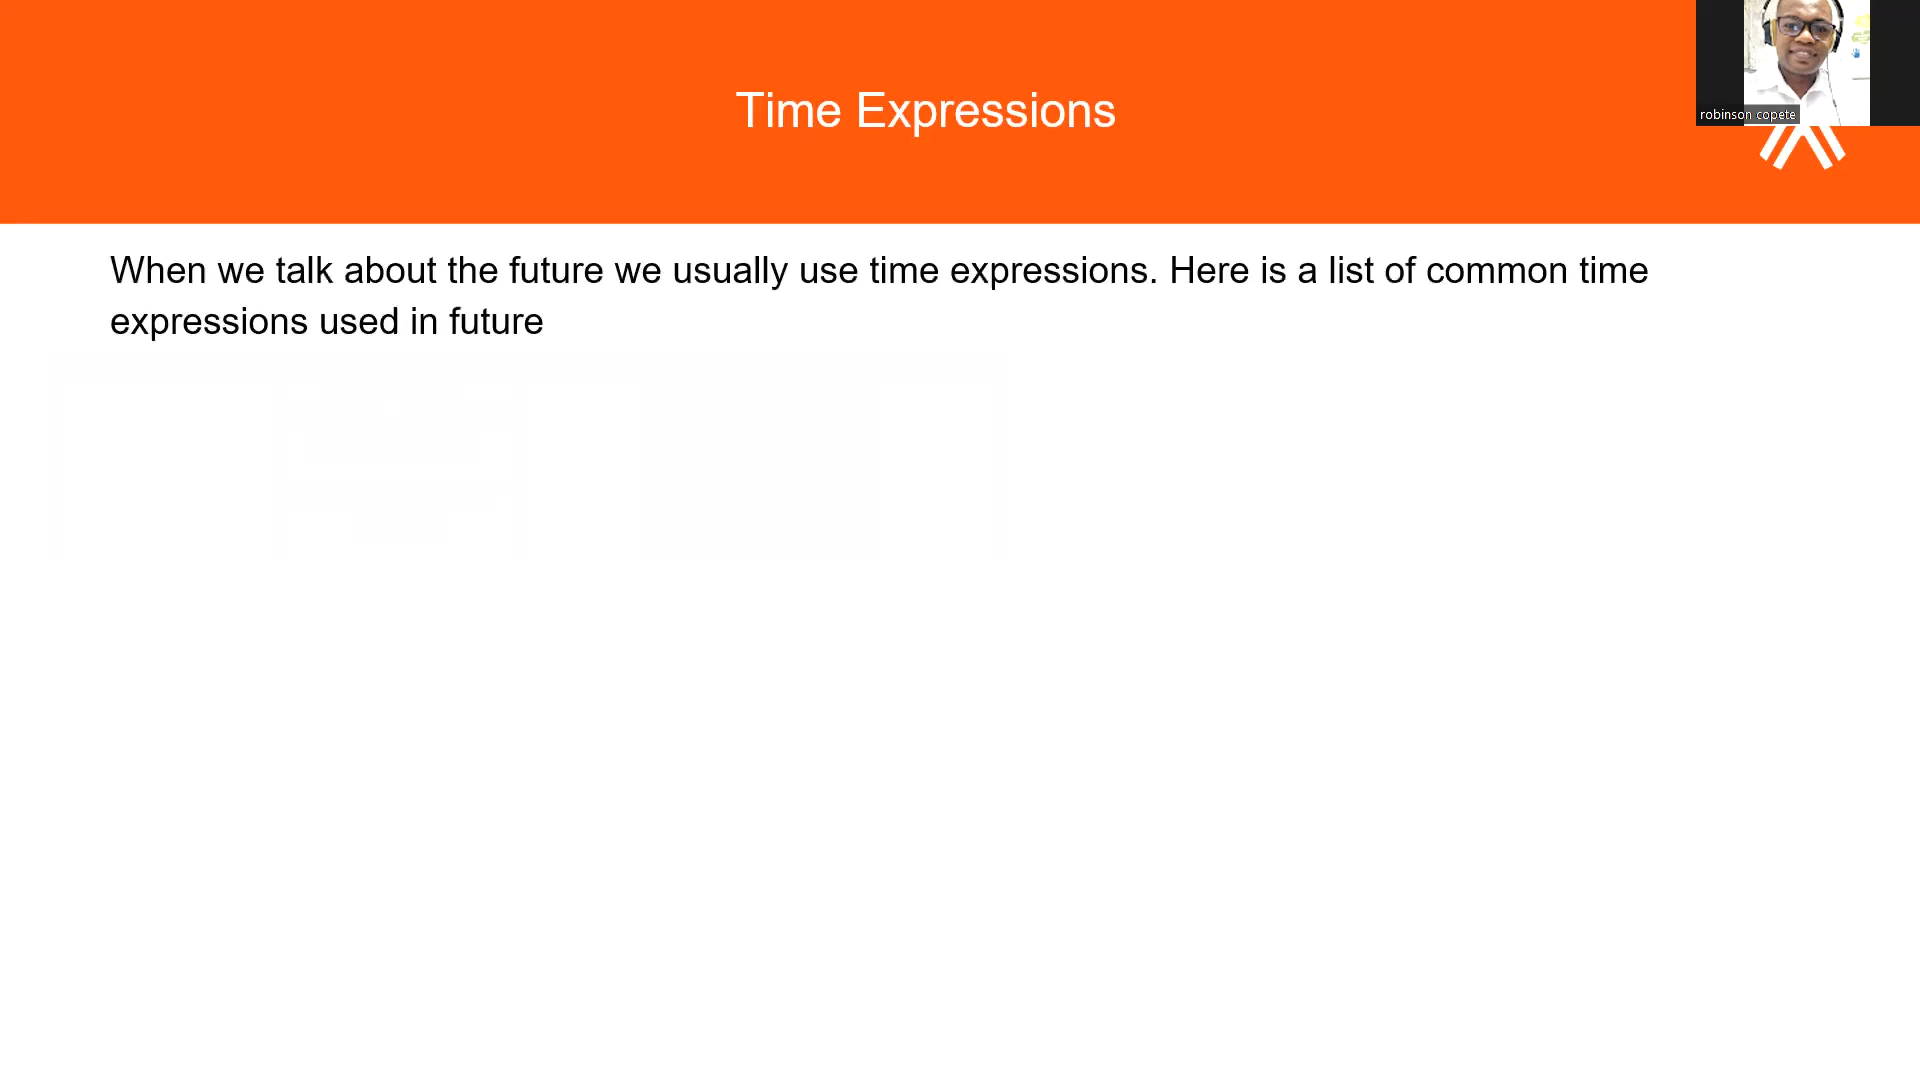 Time Expressions
robinson copete
When we talk about the future we usually use time expressions. Here is a list of common time
expressions used in future